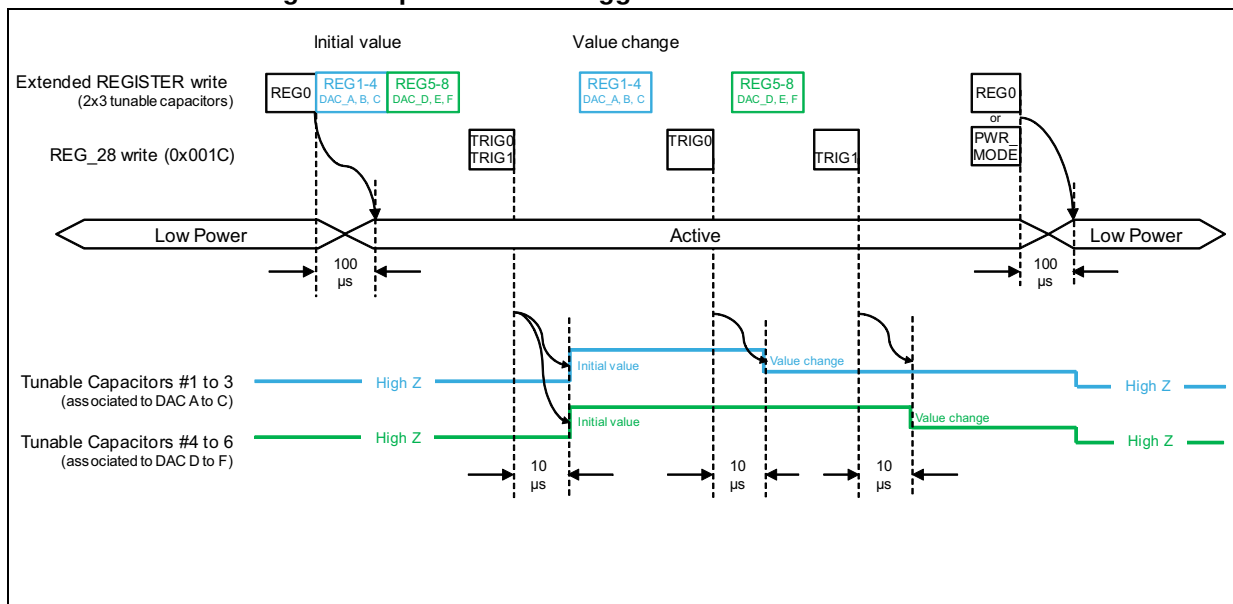 Initial value
Value change
Extended REGISTER write
(2x3 tunable capacitors)
REG0
REG1-4
DAC_A, B, C
REG5-8
DAC_D, E, F
REG1-4
DAC_A, B, C
REG5-8
DAC_D, E, F
REG0
or
REG_28 write (0x001C)
TRIG0
TRIG1
TRIG0
TRIG1
PWR_
MODE
Low Power
Active
Low Power
100
µs
100
µs
Tunable Capacitors #1 to 3
(associated to DAC A to C)
High Z
Initial value
Value change
High Z
Tunable Capacitors #4 to 6
(associated to DAC D to F)
High Z
Initial value
Value change
High Z
10
µs
10
µs
10
µs